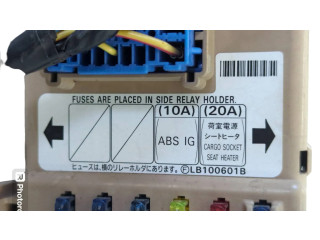 FUSES ARE PLACED IN SIDE RELAY HOLDER.
(10A) (20A)
ABS IG
荷室電源
シートヒータ
CARGO SOCKET
SEAT HEATER
ヒューズは、横のリレーホルダにあります。 ⒻLB100601B